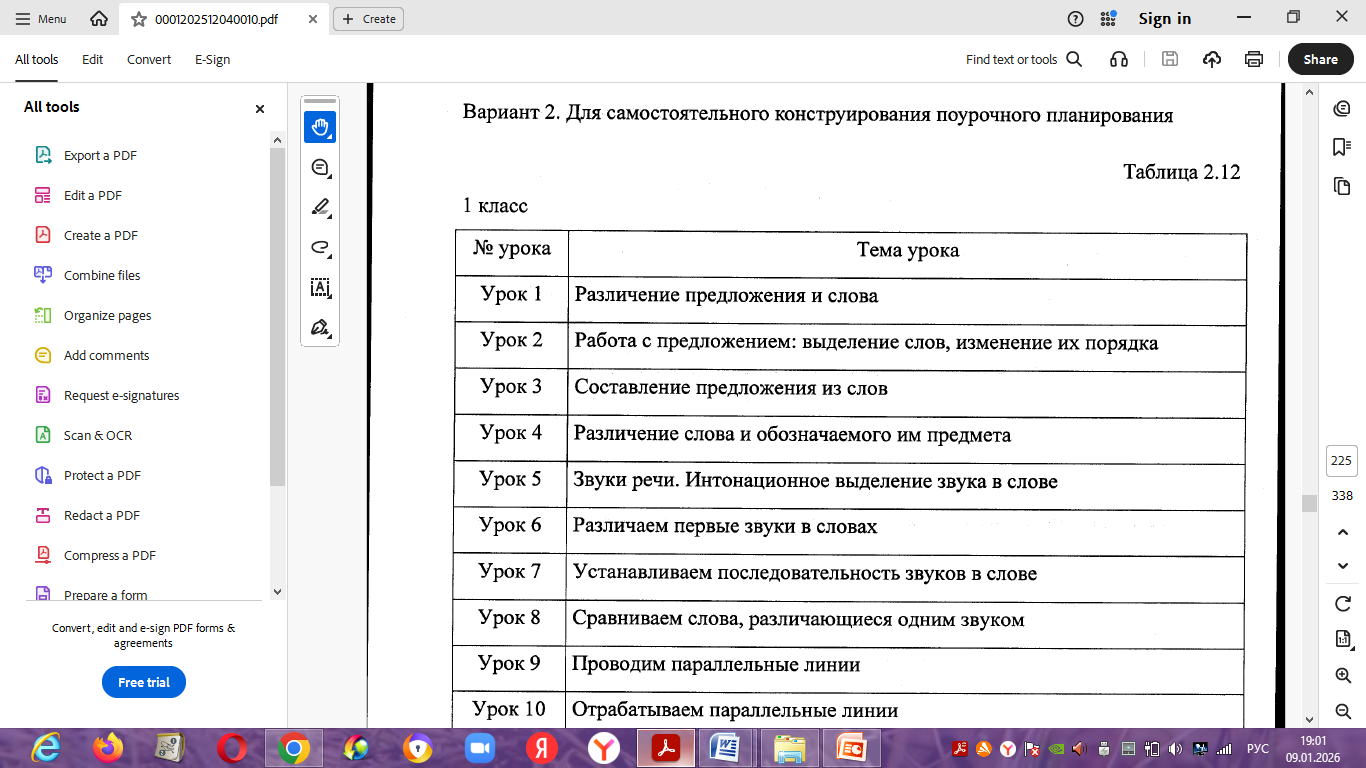 Menu
0001202512040010.pdf
Create
Sign in
All tools
Edit
Convert
E-Sign
Find text or tools
Share
All tools
Export a PDF
Edit a PDF
Create a PDF
Combine files
Organize pages
Add comments
Request e-signatures
Scan & OCR
Protect a PDF
Redact a PDF
Compress a PDF
Prepare a form
Convert, edit and e-sign PDF forms &
agreements
Free trial
Вариант 2. Для самостоятельного конструирования поурочного планирования
Таблица 2.12
1 класс
№ урока Тема урока
Урок 1 Различение предложения и слова
Урок 2 Работа с предложением: выделение слов, изменение их порядка
Урок 3 Составление предложения из слов
Урок 4 Различение слова и обозначаемого им предмета
Урок 5 Звуки речи. Интонационное выделение звука в слове
Урок 6 Различаем первые звуки в словах
Урок 7 Устанавливаем последовательность звуков в слове
Урок 8 Сравниваем слова, различающиеся одним звуком
Урок 9 Проводим параллельные линии
Урок 10 Отрабатываем параллельные линии
225
338
1:1
РУС
19:01
09.01.2026